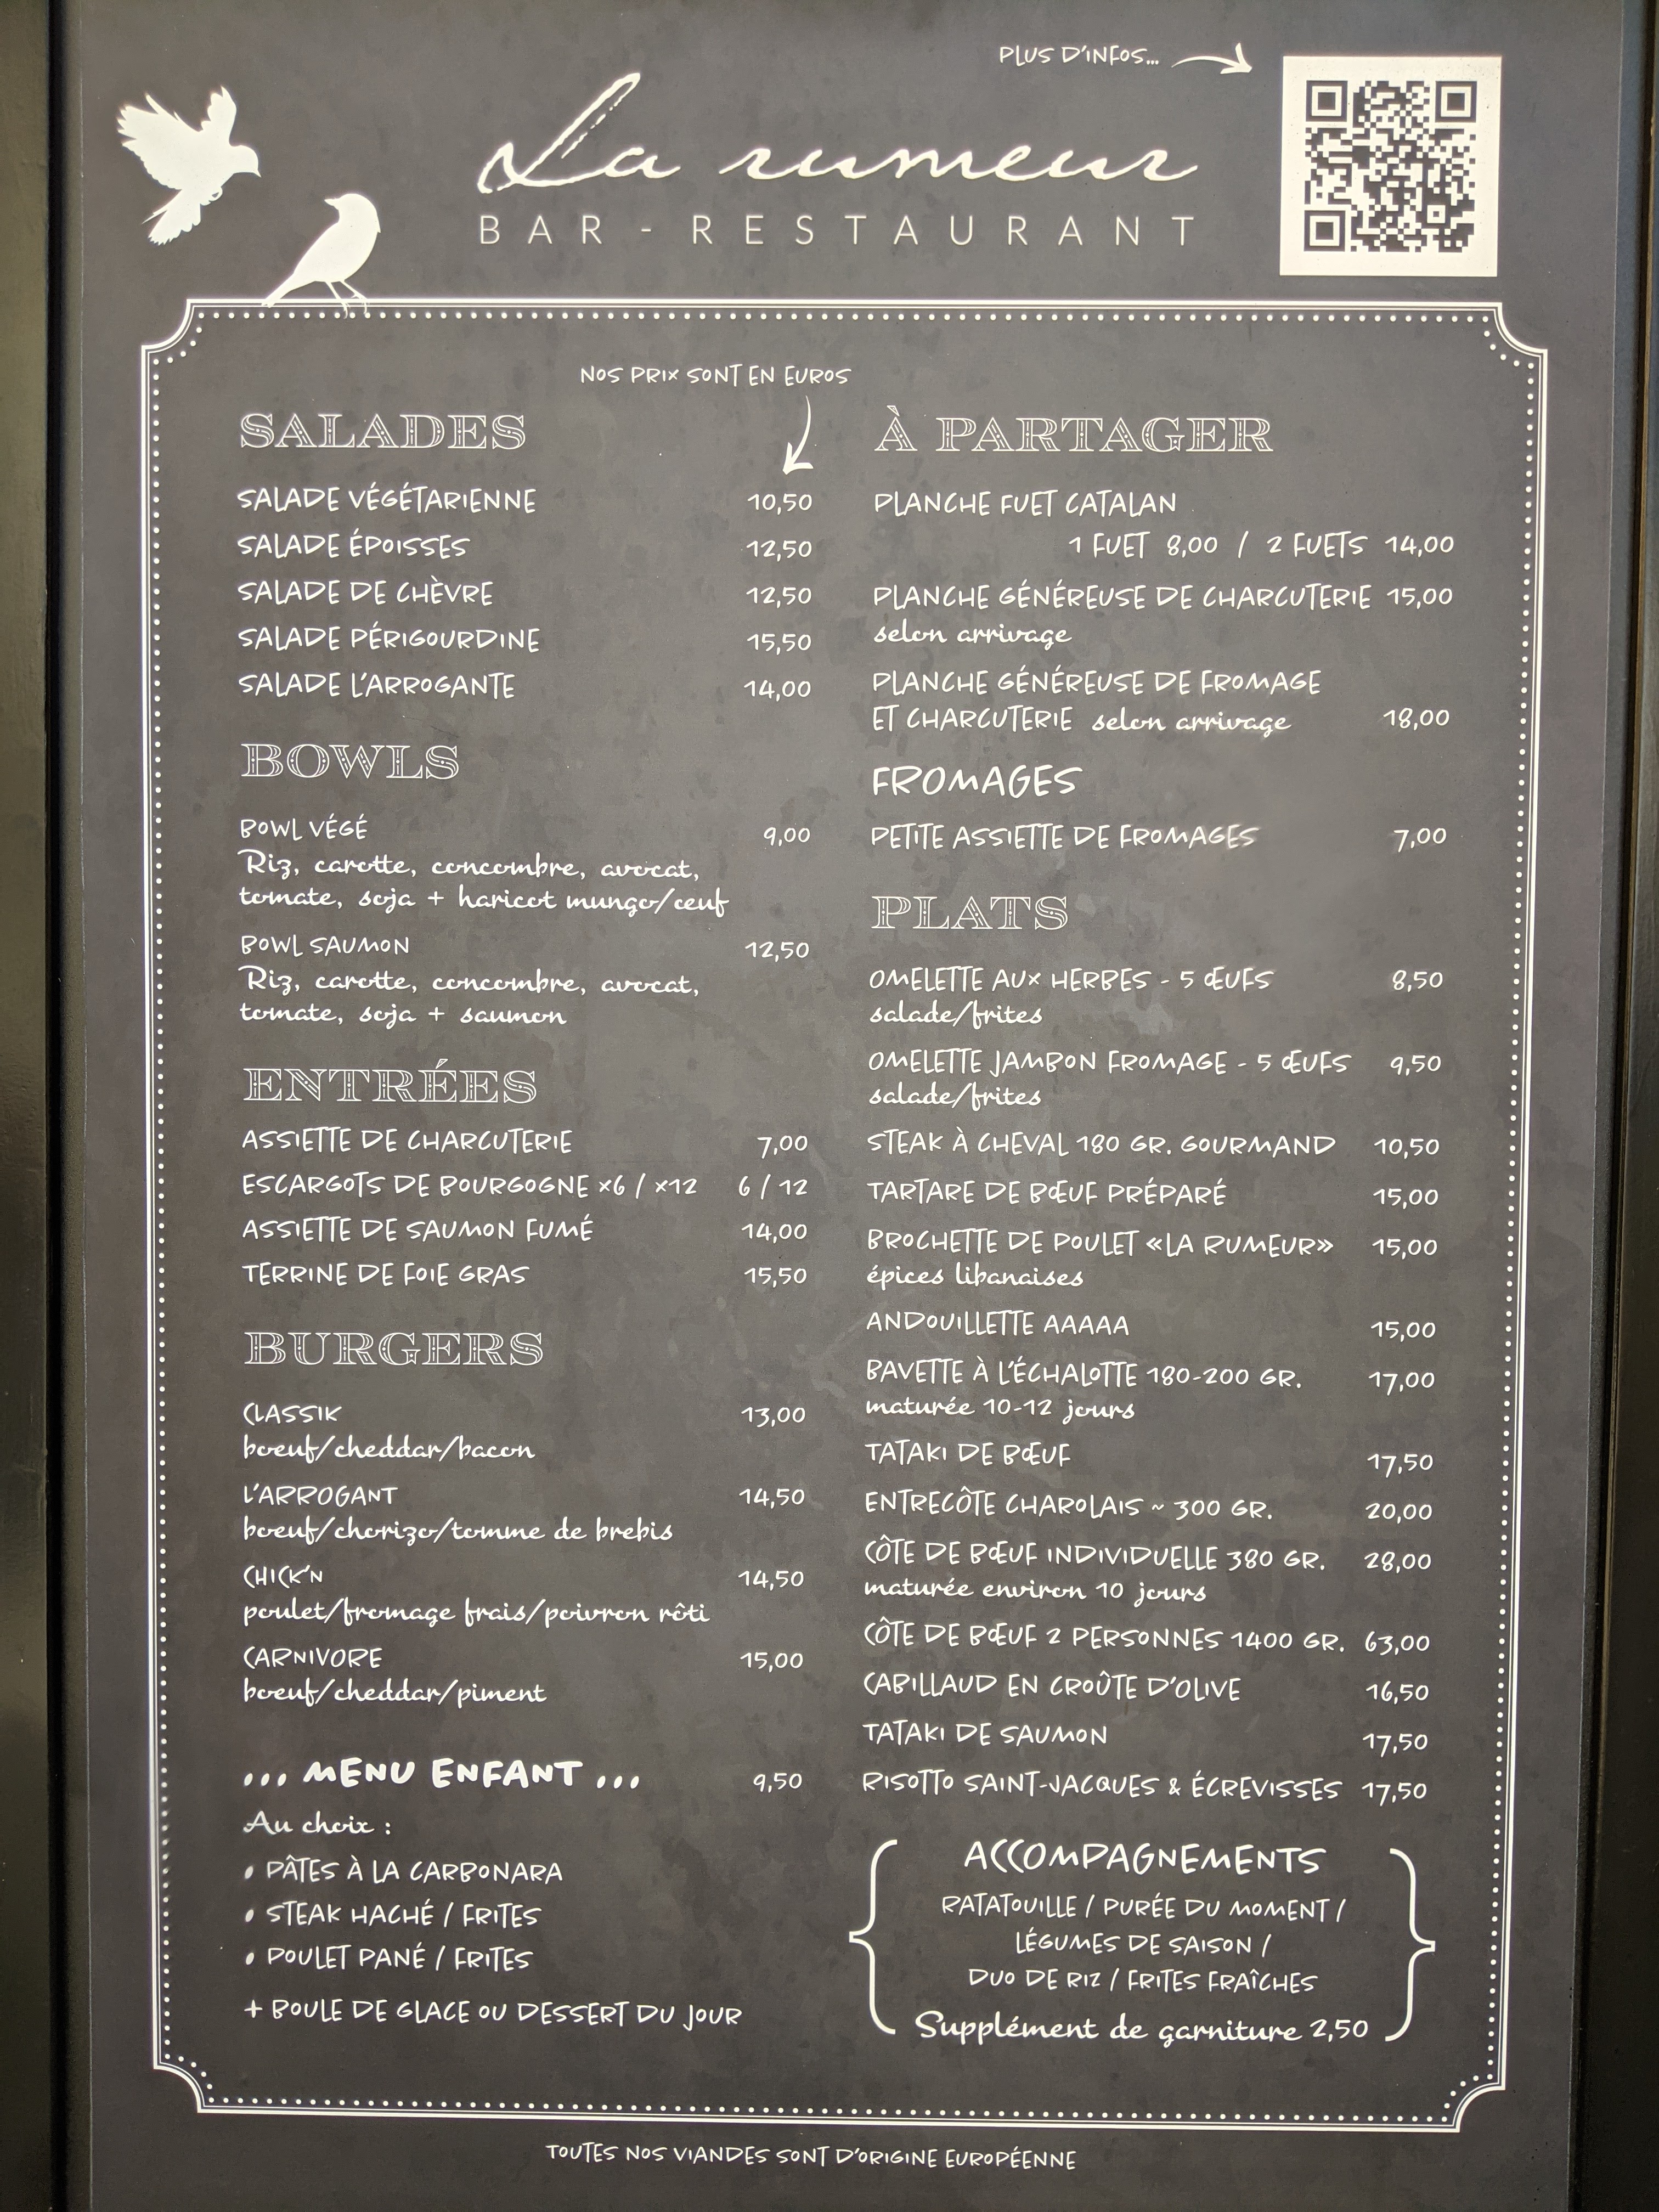 PLUS D'INFOS...
La rumeur
BAR-RESTAURANT
NOS PRIX SONT EN EUROS
SALADES
SALADE VÉGÉTARIENNE 10,50
SALADE ÉPOISSES 12,50
SALADE DE CHÈVRE 12,50
SALADE PÉRIGOURDINE 15,50
SALADE L'ARROGANTE 14,00
BOWLS
BOWL VÉGÉ 9,00
Riz, carotte, concombre, avocat,
tomate, soja + haricot mungo/œuf
BOWL SAUMON 12,50
Riz, carotte, concombre, avocat,
tomate, soja + saumon
ENTRÉES
ASSIETTE DE CHARCUTERIE 7,00
ESCARGOTS DE BOURGOGNE x6 / x12 6 / 12
ASSIETTE DE SAUMON FUMÉ 14,00
TERRINE DE FOIE GRAS 15,50
BURGERS
CLASSIK 13,00
bœuf/cheddar/bacon
L'ARROGANT 14,50
bœuf/chorizo/tomme de brebis
CHICK'N 14,50
poulet/fromage frais/poivron rôti
CARNIVORE 15,00
bœuf/cheddar/piment
... MENU ENFANT ... 9,50
Au choix :
• PÂTES À LA CARBONARA
• STEAK HACHÉ / FRITES
• POULET PANÉ / FRITES
+ BOULE DE GLACE OU DESSERT DU JOUR
À PARTAGER
PLANCHE FUET CATALAN
1 FUET 8,00 / 2 FUETS 14,00
PLANCHE GÉNÉREUSE DE CHARCUTERIE 15,00
selon arrivage
PLANCHE GÉNÉREUSE DE FROMAGE
ET CHARCUTERIE selon arrivage 18,00
FROMAGES
PETITE ASSIETTE DE FROMAGES 7,00
PLATS
OMELETTE AUX HERBES - 5 ŒUFS 8,50
salade/frites
OMELETTE JAMBON FROMAGE - 5 ŒUFS 9,50
salade/frites
STEAK À CHEVAL 180 GR. GOURMAND 10,50
TARTARE DE BŒUF PRÉPARÉ 15,00
BROCHETTE DE POULET «LA RUMEUR» 15,00
épices libanaises
ANDOUILLETTE AAAAA 15,00
BAVETTE À L'ÉCHALOTTE 180-200 GR. 17,00
maturée 10-12 jours
TATAKI DE BŒUF 17,50
ENTRECÔTE CHAROLAIS ~ 300 GR. 20,00
CÔTE DE BŒUF INDIVIDUELLE 380 GR. 28,00
maturée environ 10 jours
CÔTE DE BŒUF 2 PERSONNES 1400 GR. 63,00
CABILLAUD EN CROÛTE D'OLIVE 16,50
TATAKI DE SAUMON 17,50
RISOTTO SAINT-JACQUES & ÉCREVISSES 17,50
ACCOMPAGNEMENTS
RATATOUILLE / PURÉE DU MOMENT /
LÉGUMES DE SAISON /
DUO DE RIZ / FRITES FRAÎCHES
Supplément de garniture 2,50
TOUTES NOS VIANDES SONT D'ORIGINE EUROPÉENNE